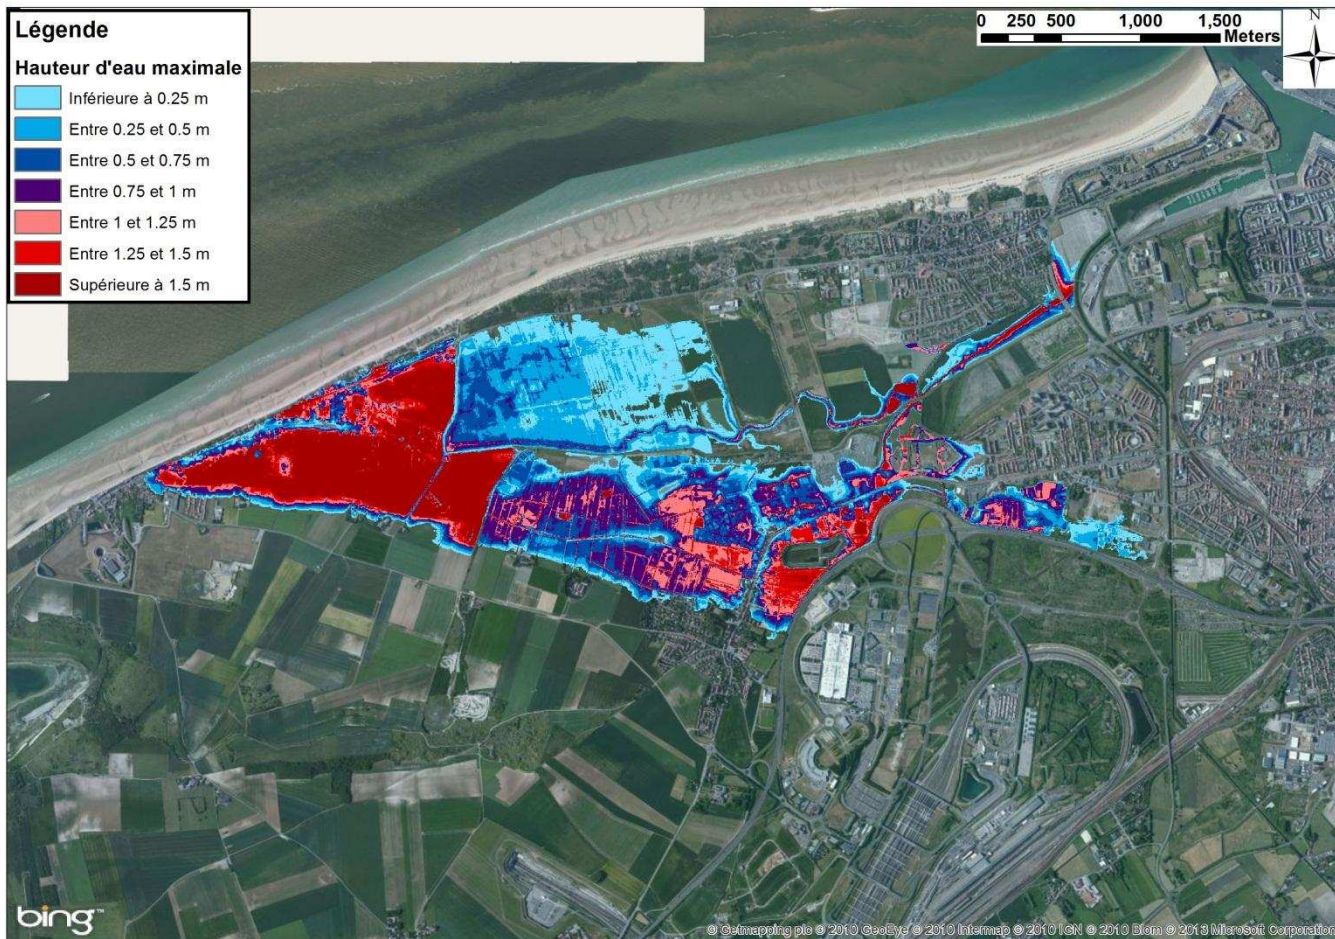 Légende
Hauteur d'eau maximale
Inférieure à 0.25 m
Entre 0.25 et 0.5 m
Entre 0.5 et 0.75 m
Entre 0.75 et 1 m
Entre 1 et 1.25 m
Entre 1.25 et 1.5 m
Supérieure à 1.5 m
0 250 500 1,000 1,500
Meters
N
bing™
© Getmapping plc © 2010 GeoEye © 2010 Intermap © 2010 IGN © 2010 Blom © 2013 Microsoft Corporation